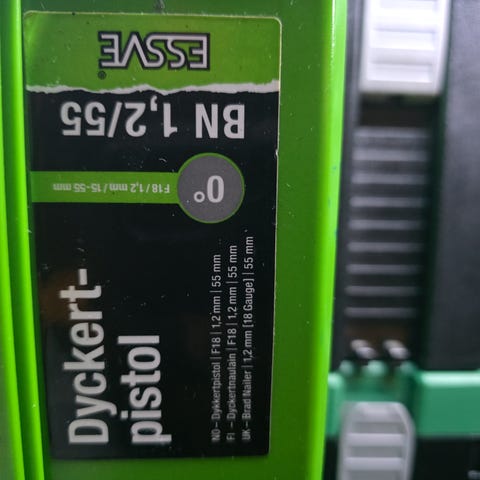 ESSVE®
BN 1,2/55
0°
F18 / 1,2 mm / 15-55 mm
Dyckert-
pistol
NO – Dykkertpistol | F18 | 1,2 mm | 55 mm
FI – Dyckertnaulain | F18 | 1,2 mm | 55 mm
UK – Brad Nailer | 1,2 mm [18 Gauge] | 55 mm